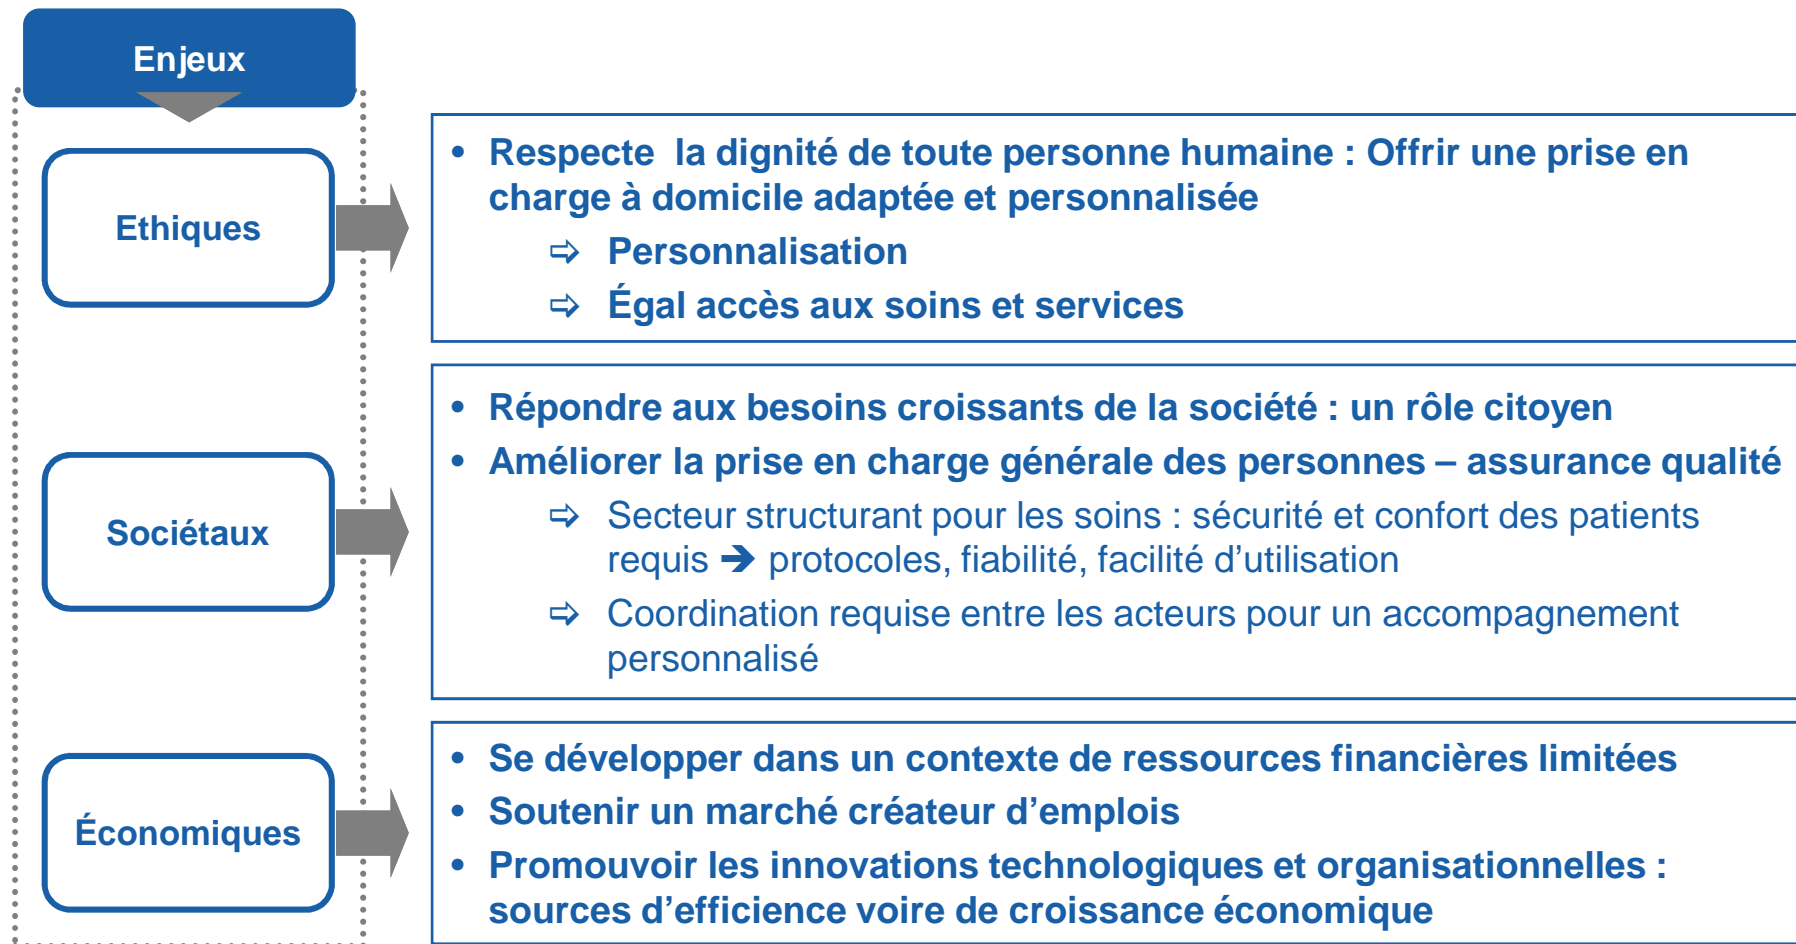 Enjeux
Ethiques
• Respecte  la dignité de toute personne humaine : Offrir une prise en
charge à domicile adaptée et personnalisée
⇨ Personnalisation
⇨ Égal accès aux soins et services
Sociétaux
• Répondre aux besoins croissants de la société : un rôle citoyen
• Améliorer la prise en charge générale des personnes – assurance qualité
⇨ Secteur structurant pour les soins : sécurité et confort des patients
requis ➔ protocoles, fiabilité, facilité d’utilisation
⇨ Coordination requise entre les acteurs pour un accompagnement
personnalisé
Économiques
• Se développer dans un contexte de ressources financières limitées
• Soutenir un marché créateur d’emplois
• Promouvoir les innovations technologiques et organisationnelles :
sources d’efficience voire de croissance économique